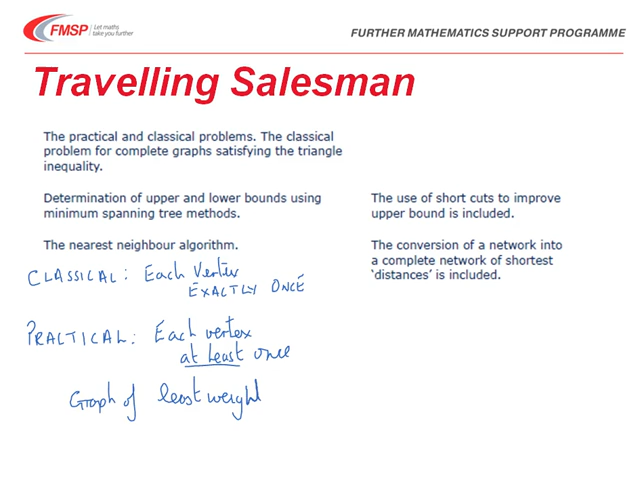 FMSP
Let maths
take you further
FURTHER MATHEMATICS SUPPORT PROGRAMME
Travelling Salesman
The practical and classical problems. The classical
problem for complete graphs satisfying the triangle
inequality.
Determination of upper and lower bounds using
minimum spanning tree methods.
The use of short cuts to improve
upper bound is included.
The nearest neighbour algorithm.
The conversion of a network into
a complete network of shortest
'distances' is included.
CLASSICAL: Each Vertex
EXACTLY ONCE
PRACTICAL: Each vertex
at least once
Graph of least weight